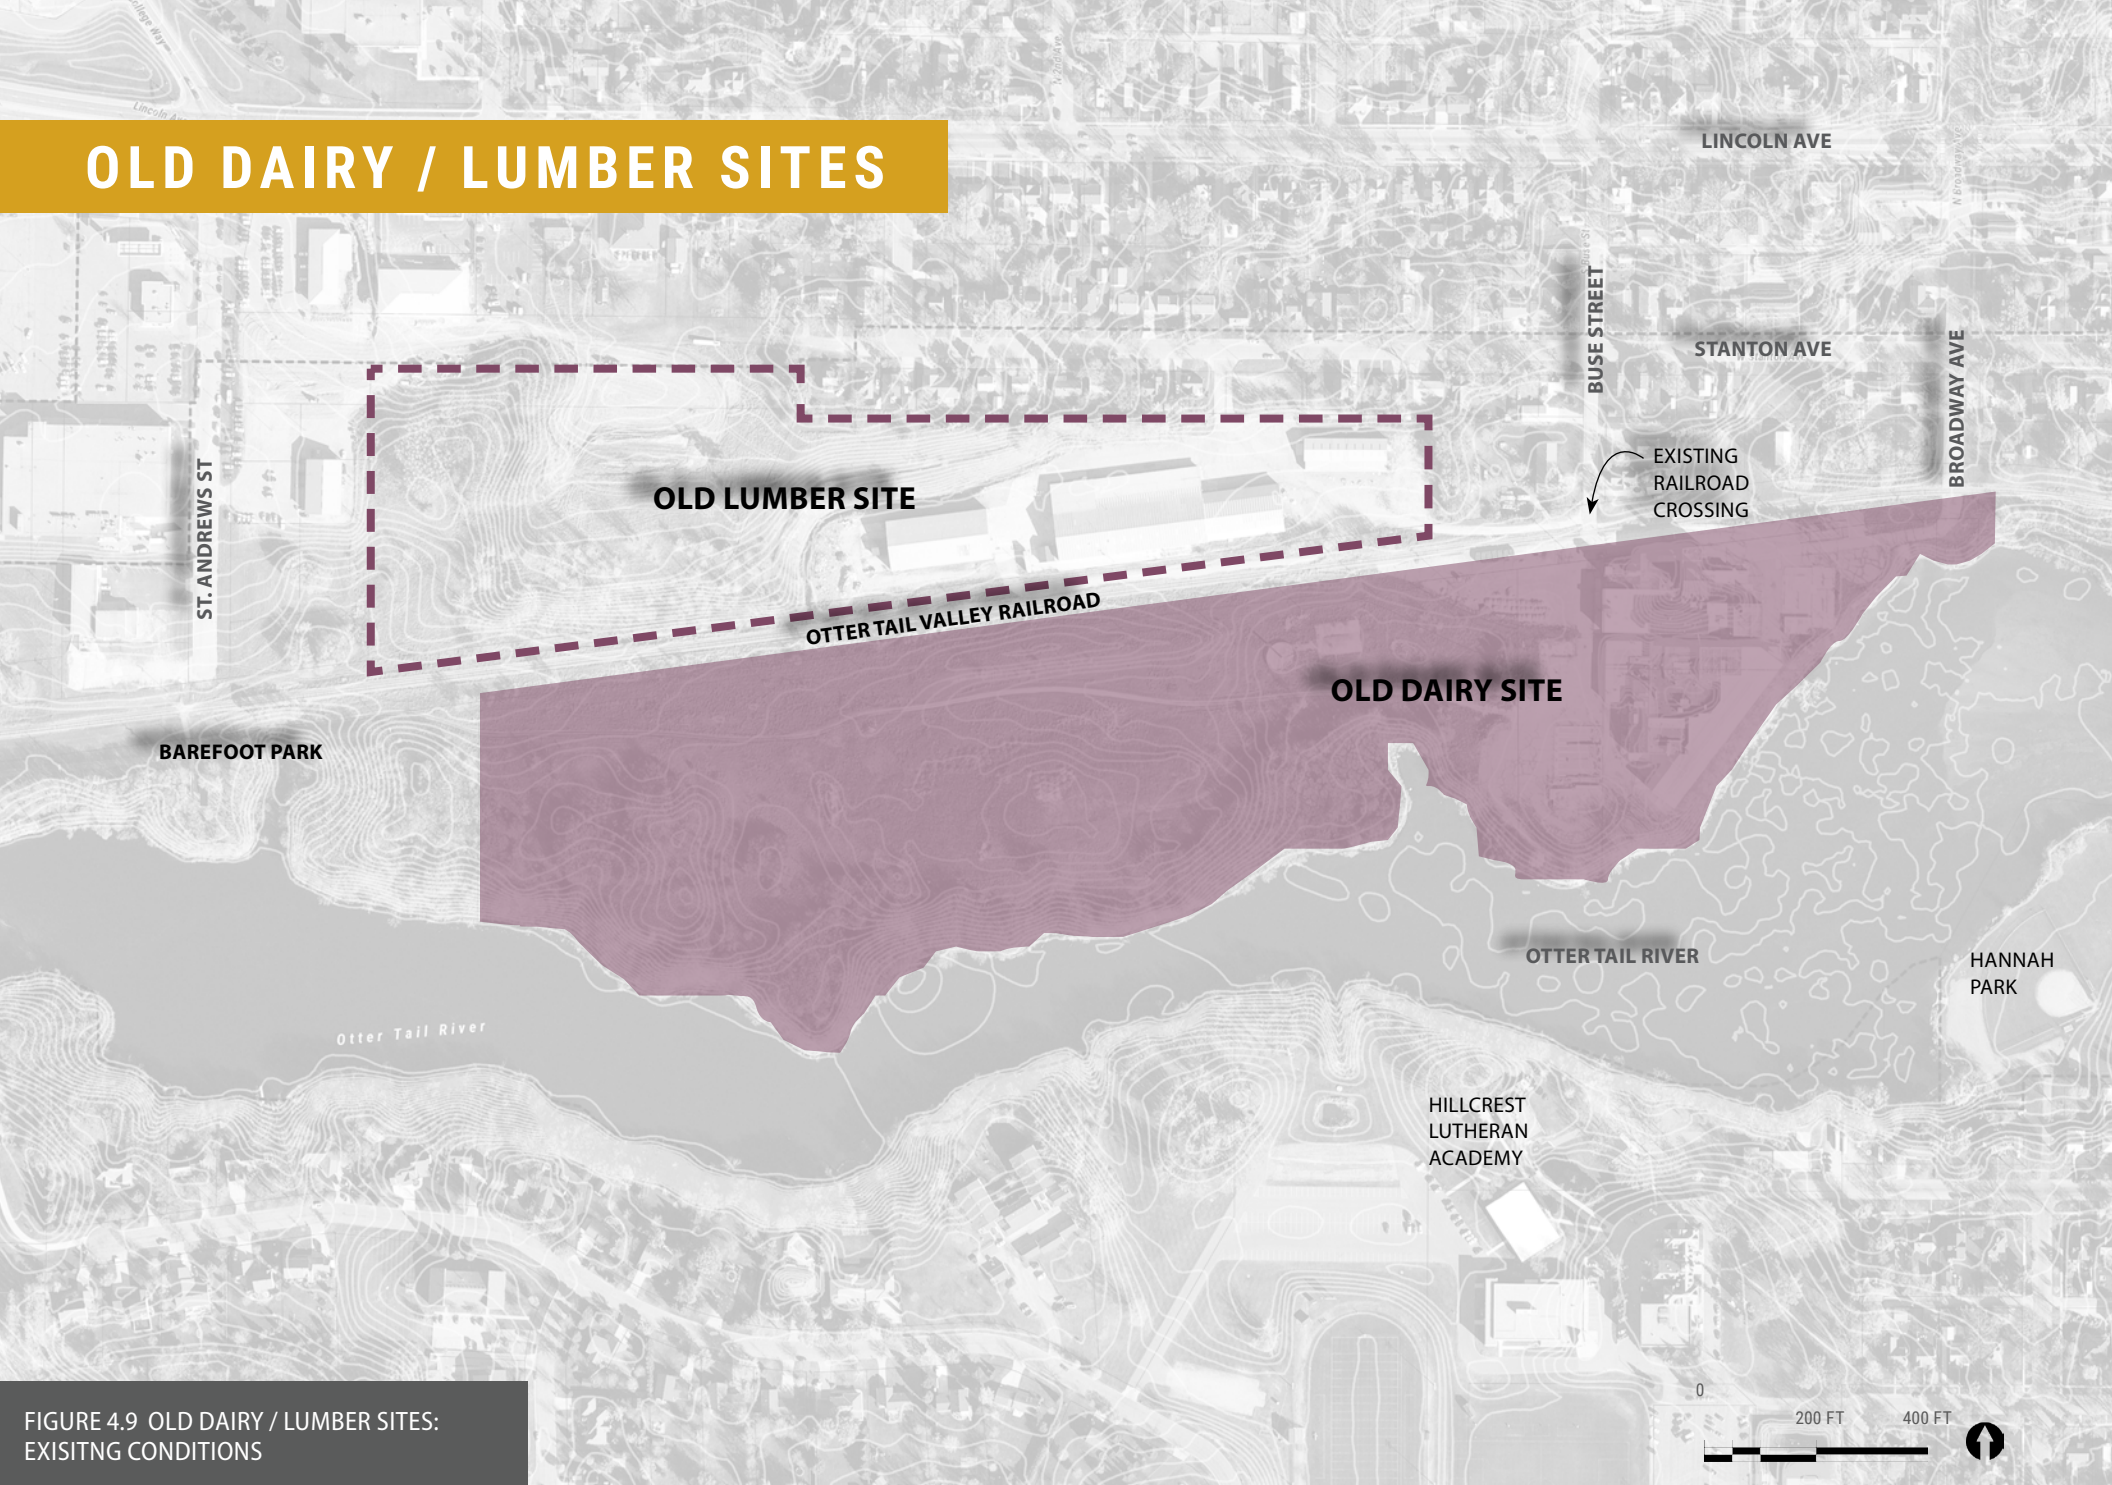 Lincoln Ave
OLD DAIRY / LUMBER SITES
LINCOLN AVE
BUSE STREET
STANTON AVE
BROADWAY AVE
ST. ANDREWS ST
OLD LUMBER SITE
EXISTING
RAILROAD
CROSSING
OTTER TAIL VALLEY RAILROAD
OLD DAIRY SITE
BAREFOOT PARK
OTTER TAIL RIVER
HANNAH
PARK
Otter Tail River
HILLCREST
LUTHERAN
ACADEMY
0
200 FT
400 FT
FIGURE 4.9 OLD DAIRY / LUMBER SITES:
EXISITNG CONDITIONS